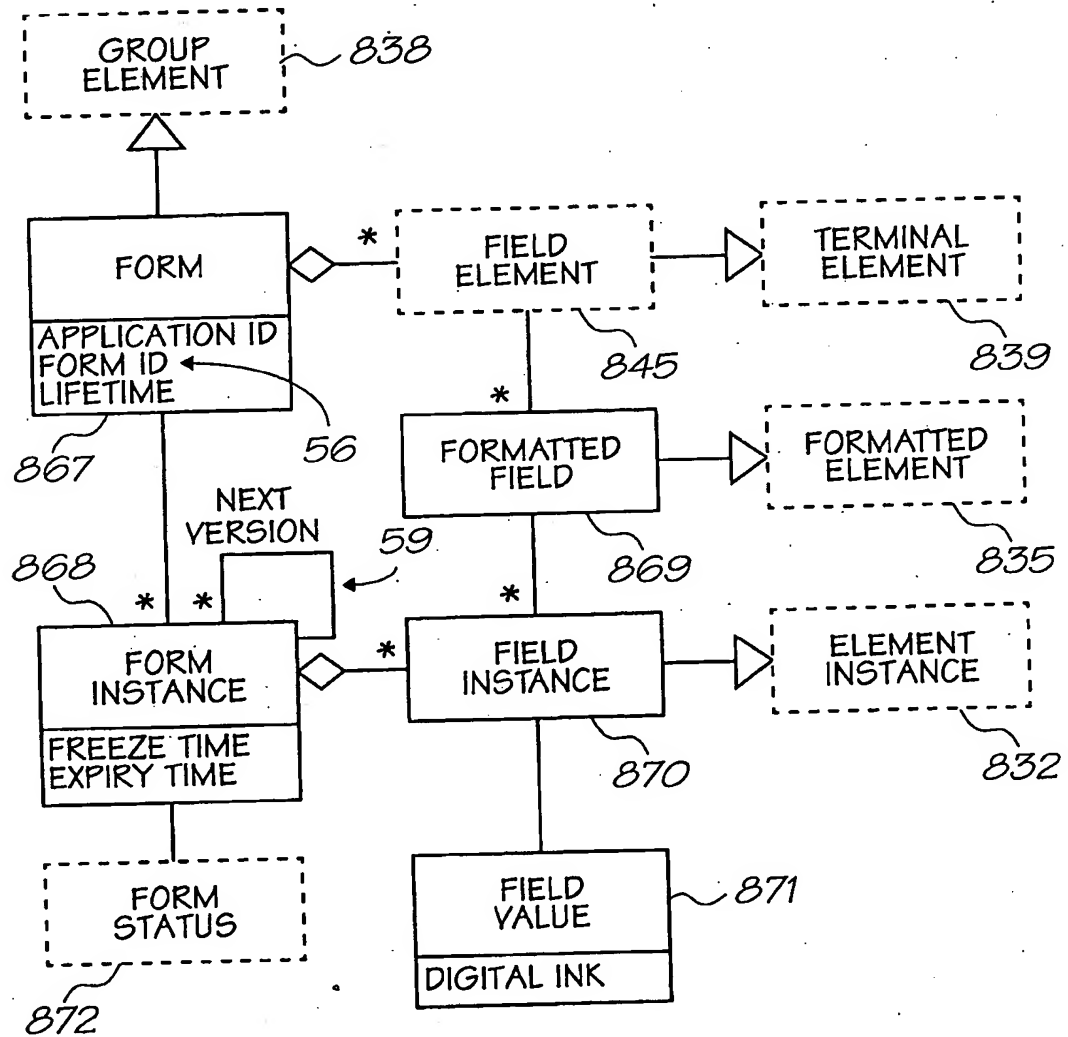 GROUP
ELEMENT
838
FORM
*
FIELD
ELEMENT
TERMINAL
ELEMENT
APPLICATION ID
FORM ID
LIFETIME
845
839
867
56
*
FORMATTED
FIELD
FORMATTED
ELEMENT
NEXT
VERSION
59
869
835
868
*
*
*
FORM
INSTANCE
*
FIELD
INSTANCE
ELEMENT
INSTANCE
FREEZE TIME
EXPIRY TIME
870
832
FORM
STATUS
FIELD
VALUE
871
DIGITAL INK
872